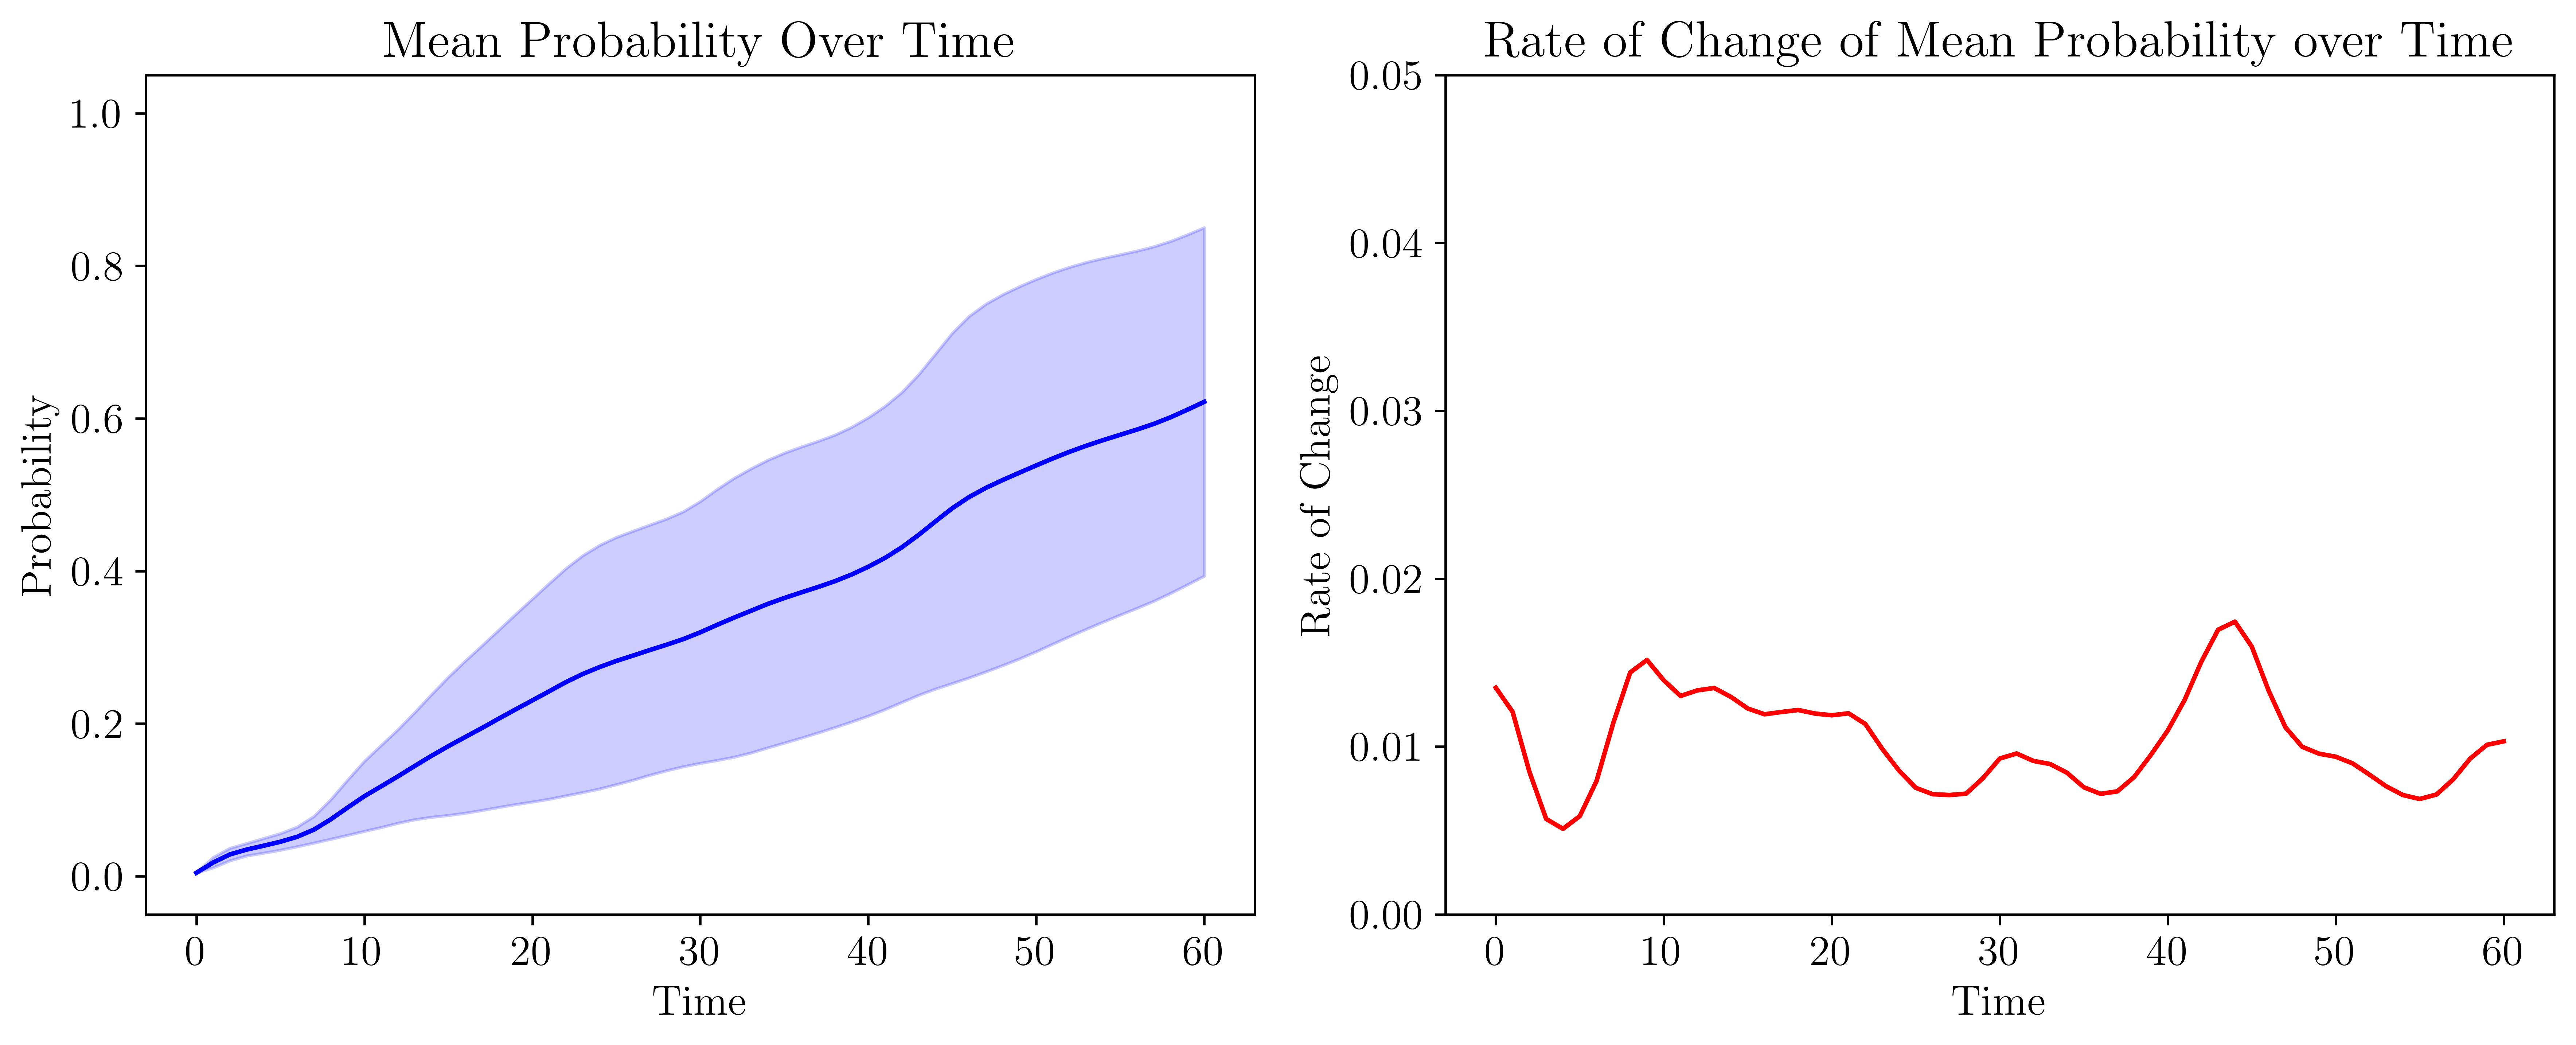 Mean Probability Over Time
1.0
0.8
0.6
0.4
0.2
0.0
Probability
0 10 20 30 40 50 60
Time
Rate of Change of Mean Probability over Time
0.05
0.04
0.03
0.02
0.01
0.00
Rate of Change
0 10 20 30 40 50 60
Time